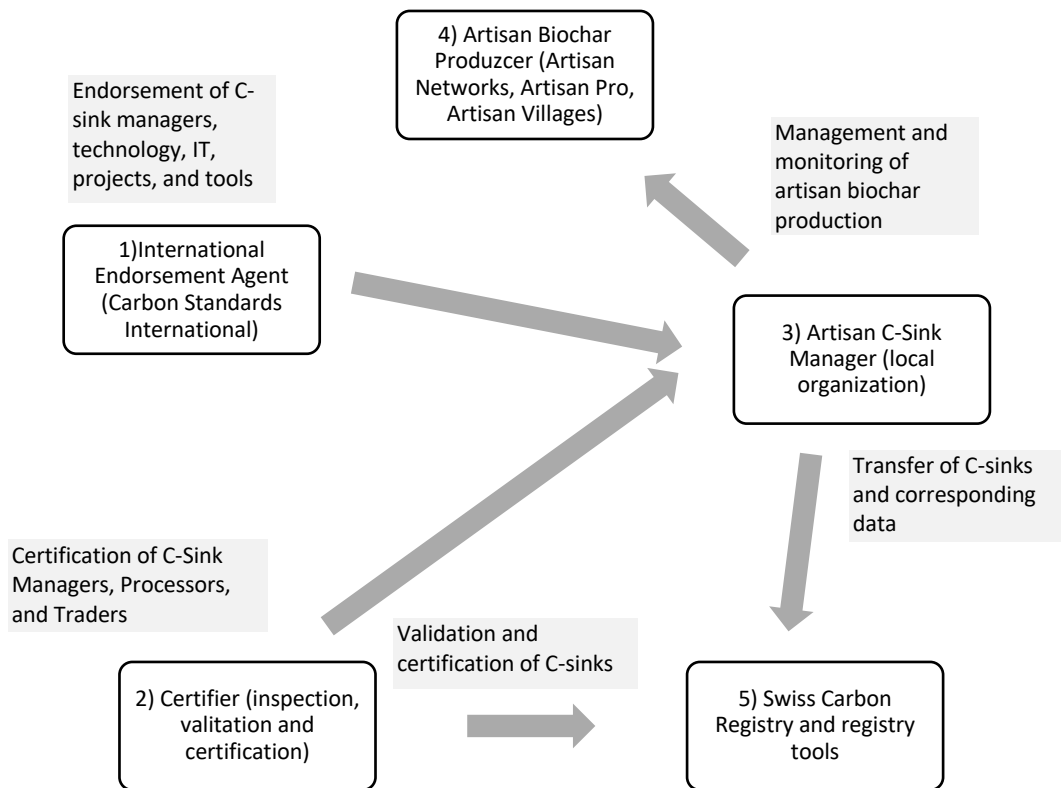 4) Artisan Biochar
Produzcer (Artisan
Networks, Artisan Pro,
Artisan Villages)
Endorsement of C-
sink managers,
technology, IT,
projects, and tools
Management and
monitoring of
artisan biochar
production
1)International
Endorsement Agent
(Carbon Standards
International)
3) Artisan C-Sink
Manager (local
organization)
Transfer of C-sinks
and corresponding
data
Certification of C-Sink
Managers, Processors,
and Traders
Validation and
certification of C-sinks
2) Certifier (inspection,
valitation and
certification)
5) Swiss Carbon
Registry and registry
tools